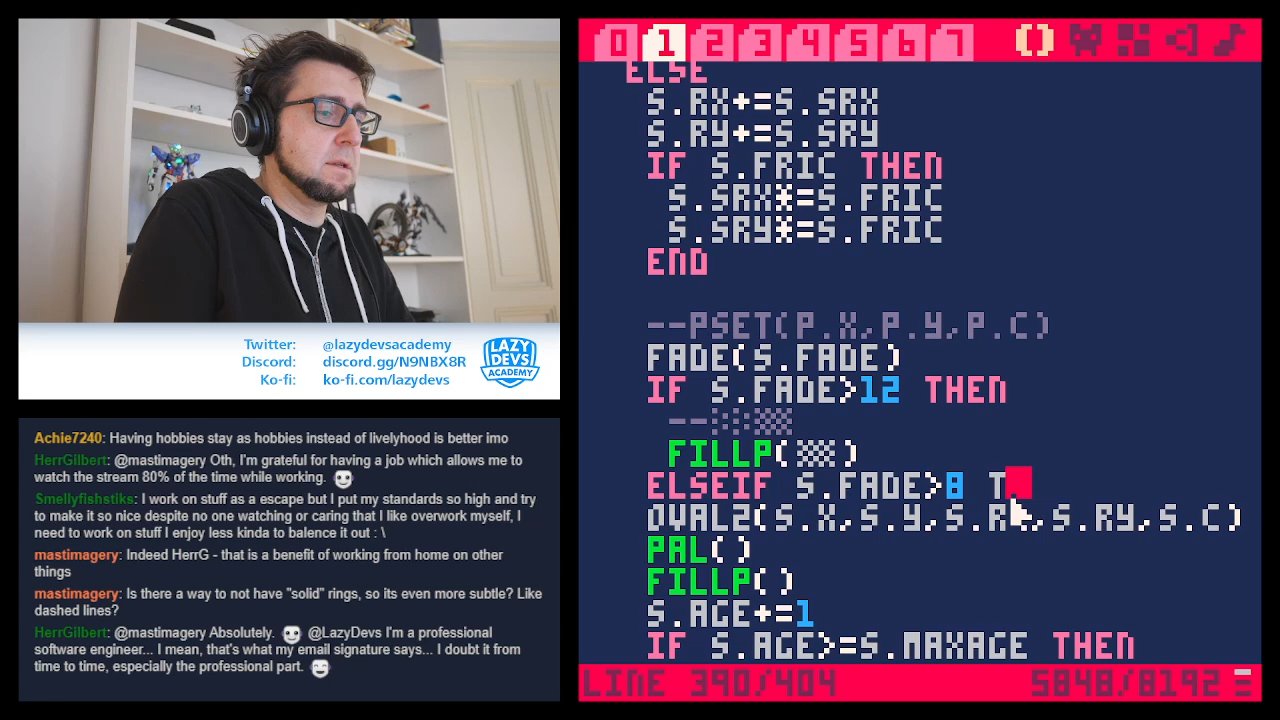 Twitter: @lazydevsacademy
Discord: discord.gg/N9NBX8R
Ko-fi: ko-fi.com/lazydevs
LAZY
DEVS
ACADEMY
Achie7240: Having hobbies stay as hobbies instead of livelyhood is better imo
HerrGilbert: @mastimagery Oth, I'm grateful for having a job which allows me to
watch the stream 80% of the time while working.
Smellyfishstiks: I work on stuff as a escape but I put my standards so high and try
to make it so nice despite no one watching or caring that I like overwork myself, I
need to work on stuff I enjoy less kinda to balence it out : \
mastimagery: Indeed HerrG - that is a benefit of working from home on other
things
mastimagery: Is there a way to not have "solid" rings, so its even more subtle? Like
dashed lines?
HerrGilbert: @mastimagery Absolutely. @LazyDevs I'm a professional
software engineer... I mean, that's what my email signature says... I doubt it from
time to time, especially the professional part.
0 1 2 3 4 5 6 7 ()
ELSE
S.RX+=S.SRX
S.RY+=S.SRY
IF S.FRIC THEN
S.SRX*=S.FRIC
S.SRY*=S.FRIC
END
--PSET(P.X,P.Y,P.C)
FADE(S.FADE)
IF S.FADE>12 THEN
--░░▒▒
FILLP(▒▒)
ELSEIF S.FADE>8 T
OVAL2(S.X,S.Y,S.RX,S.RY,S.C)
PAL()
FILLP()
S.AGE+=1
IF S.AGE>=S.MAXAGE THEN
LINE 390/404 5848/8192